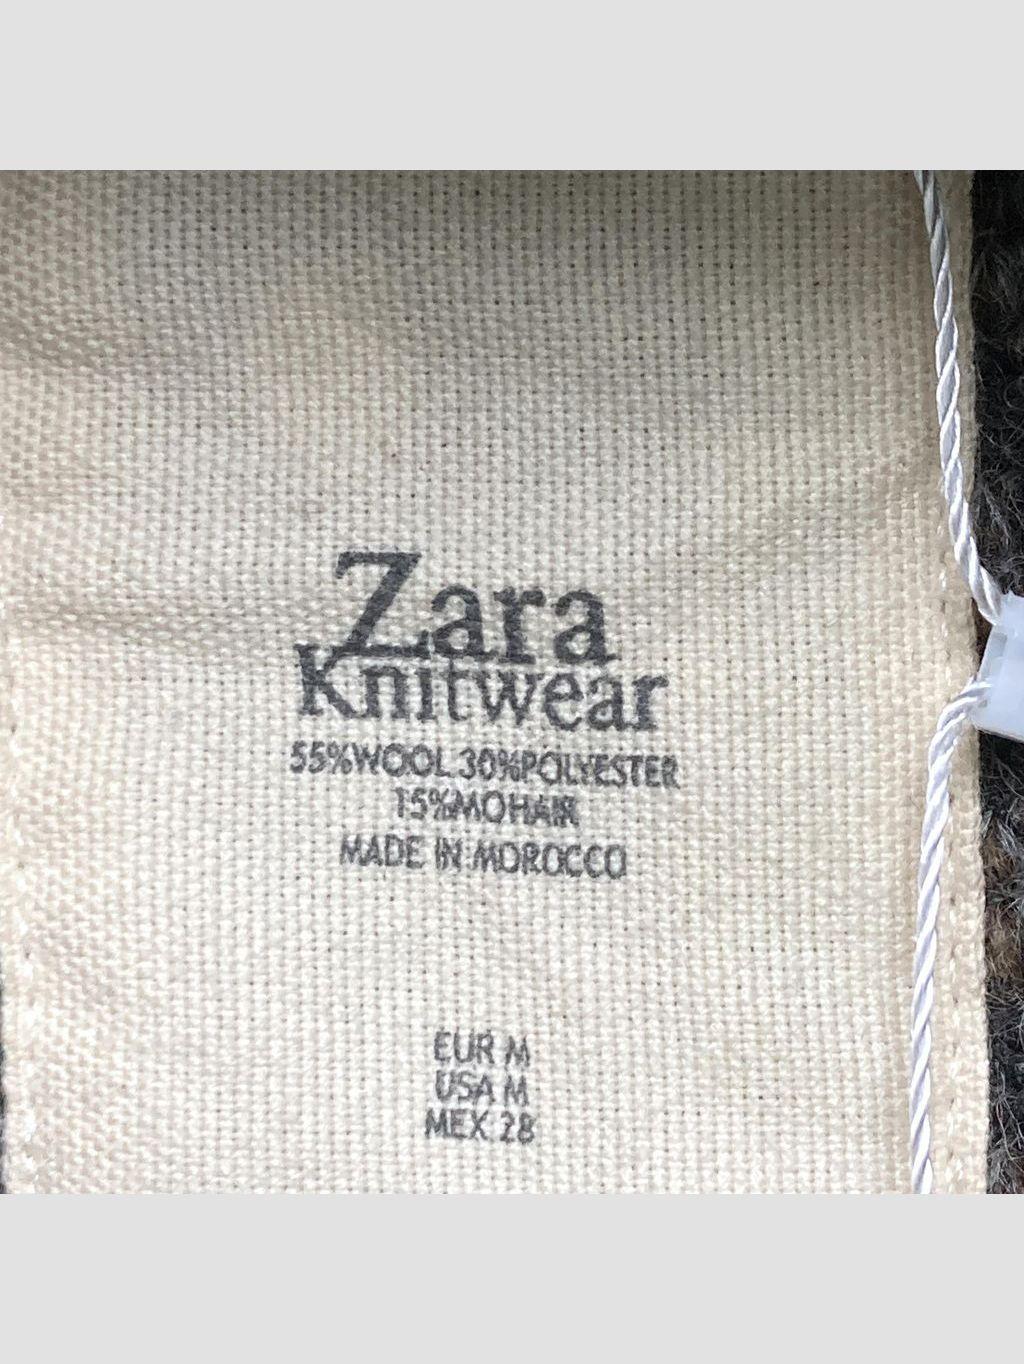 Zara
Knitwear
55%WOOL 30%POLYESTER
15%MOHAIR
MADE IN MOROCCO
EUR M
USA M
MEX 28